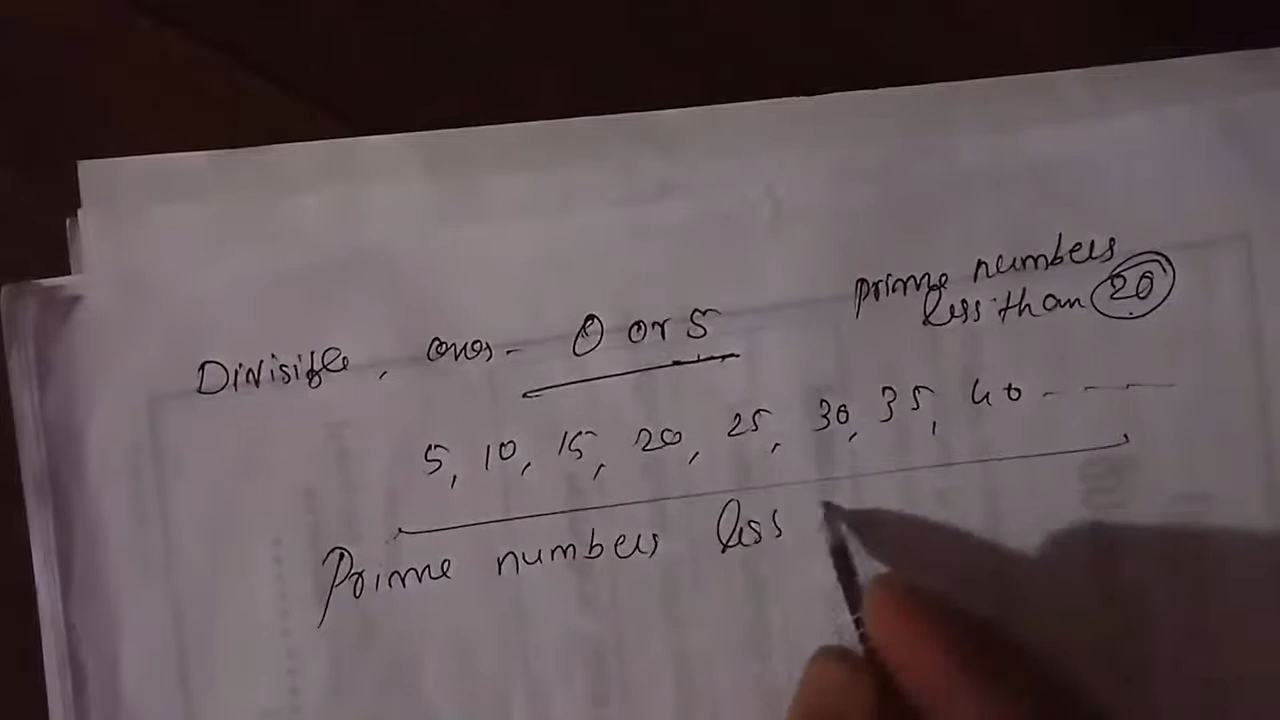 prime numbers
less than 20
Divisible, ones - 0 or 5
5, 10, 15, 20, 25, 30, 35, 40 - - -
Prime numbers less